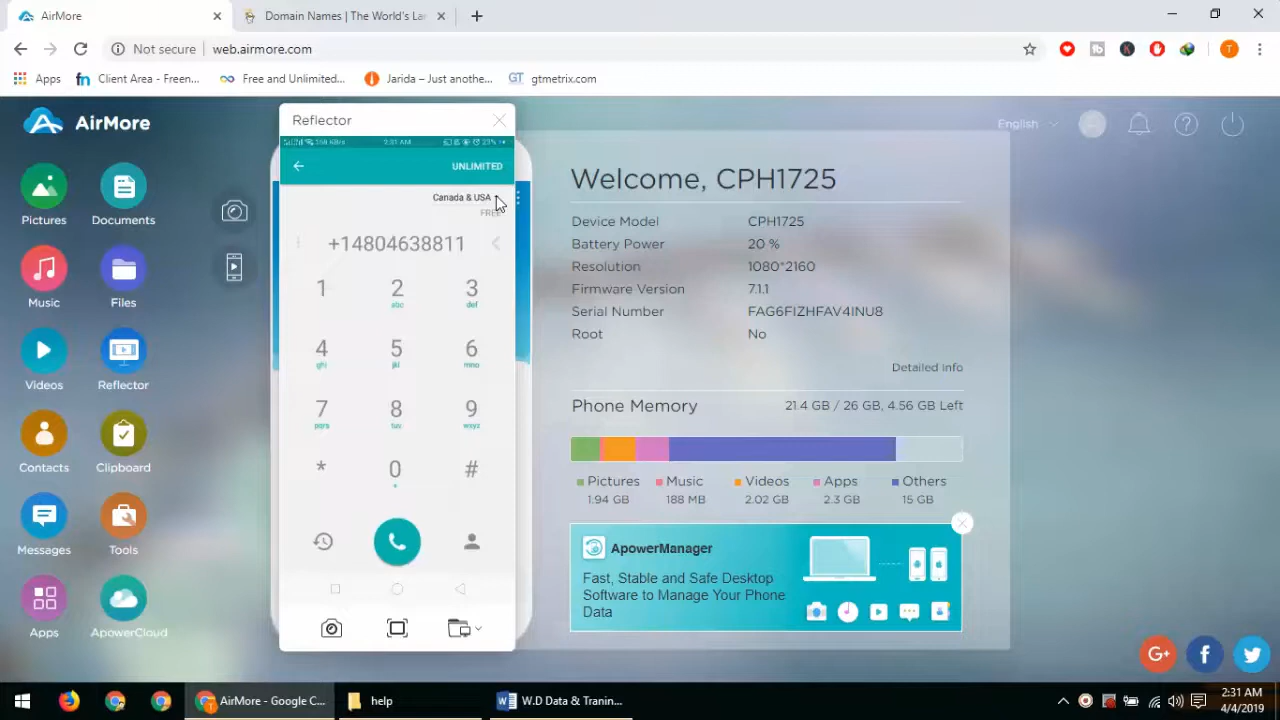 AirMore
Domain Names | The World's Lar
Not secure
web.airmore.com
Apps
Client Area - Freen...
Free and Unlimited...
Jarida – Just anothe...
GT
gtmetrix.com
AirMore
English
Pictures
Documents
Music
Files
Videos
Reflector
Contacts
Clipboard
Messages
Tools
Apps
ApowerCloud
Reflector
2:31 AM
UNLIMITED
Canada & USA
FREE
+14804638811
1
2 abc
3 def
4 ghi
5 jkl
6 mno
7 pqrs
8 tuv
9 wxyz
*
0 +
#
Welcome, CPH1725
Device Model CPH1725
Battery Power 20 %
Resolution 1080*2160
Firmware Version 7.1.1
Serial Number FAG6FIZHFAV4INU8
Root No
Detailed Info
Phone Memory 21.4 GB / 26 GB, 4.56 GB Left
Pictures Music Videos Apps Others
1.94 GB 188 MB 2.02 GB 2.3 GB 15 GB
ApowerManager
Fast, Stable and Safe Desktop
Software to Manage Your Phone
Data
AirMore - Google C...
help
W.D Data & Tranin...
2:31 AM
4/4/2019